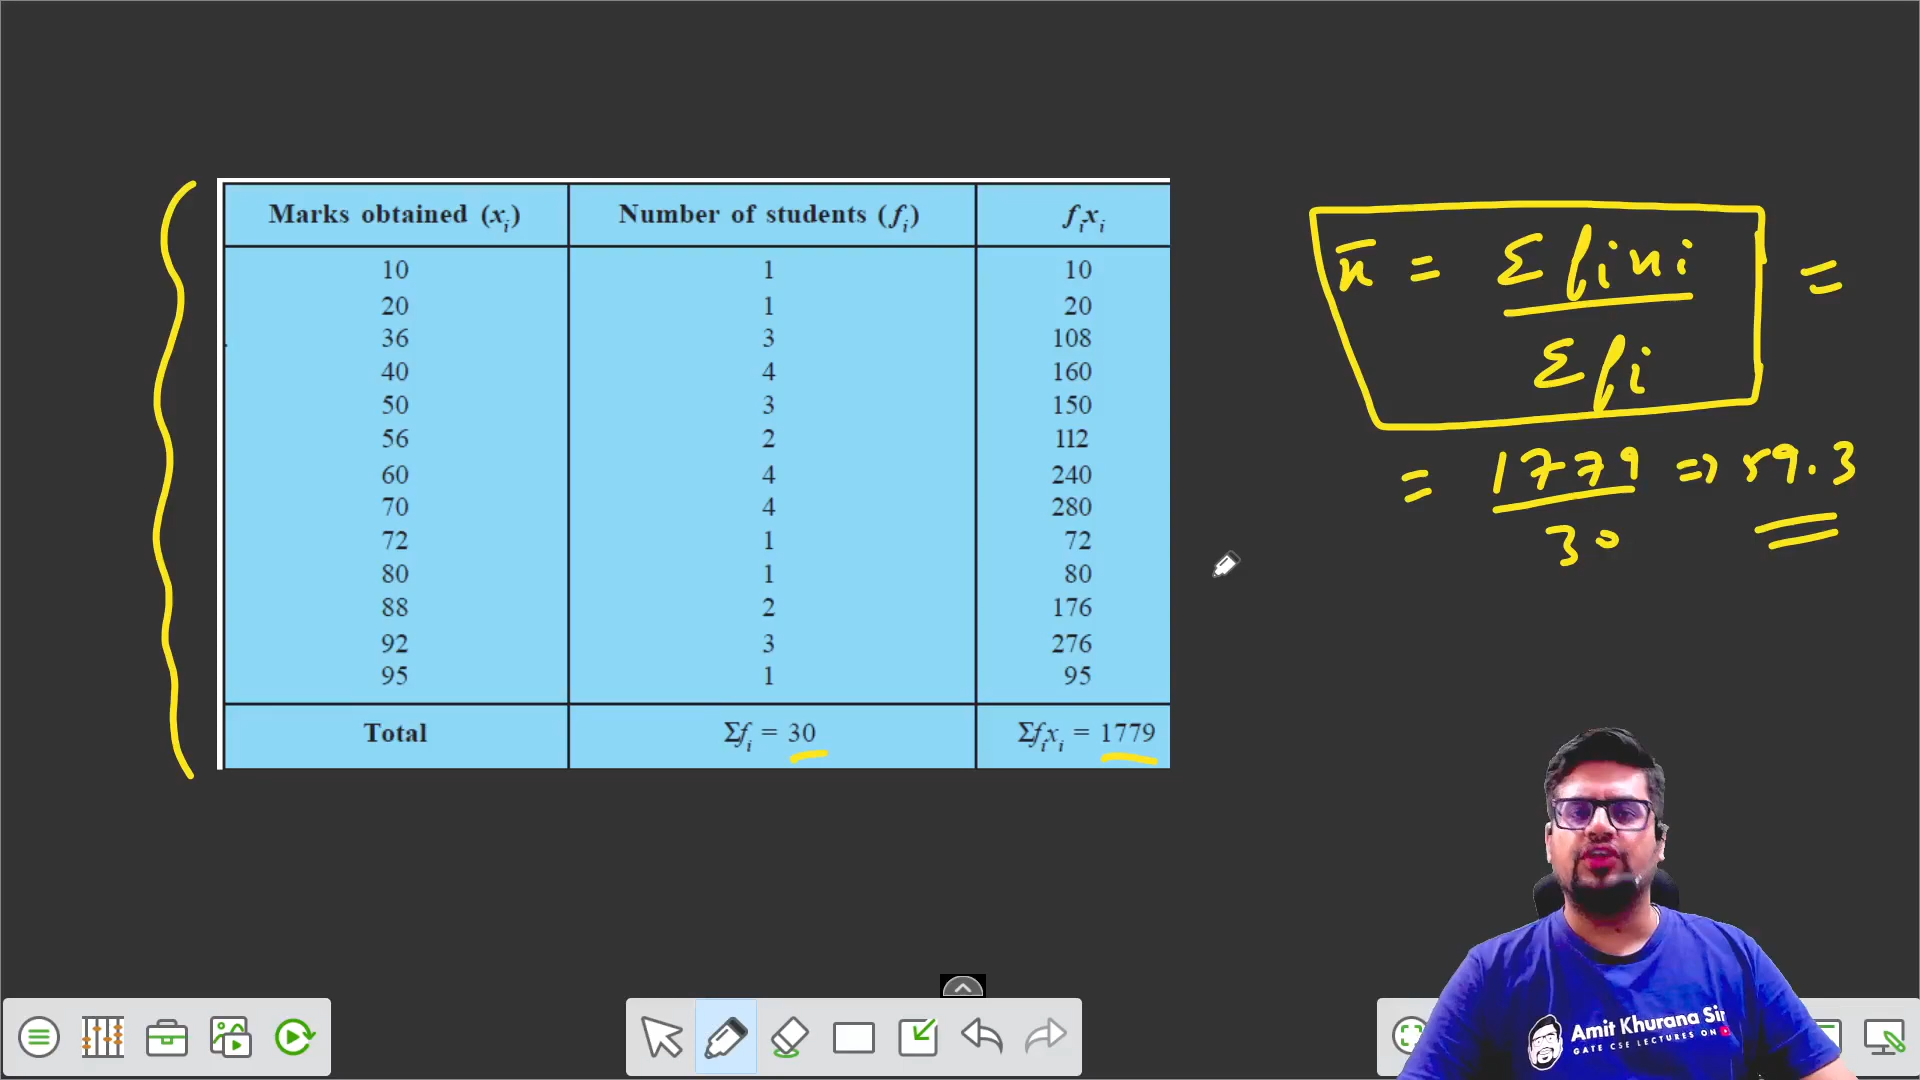 Marks obtained (xᵢ) Number of students (fᵢ) fᵢxᵢ
10 1 10
20 1 20
36 3 108
40 4 160
50 3 150
56 2 112
60 4 240
70 4 280
72 1 72
80 1 80
88 2 176
92 3 276
95 1 95
Total Σfᵢ = 30 Σfᵢxᵢ = 1779
x̄ = Σfᵢxᵢ =
Σfᵢ
= 1779 ⇒ 59.3
30
Amit Khurana Sir
GATE CSE LECTURES ON